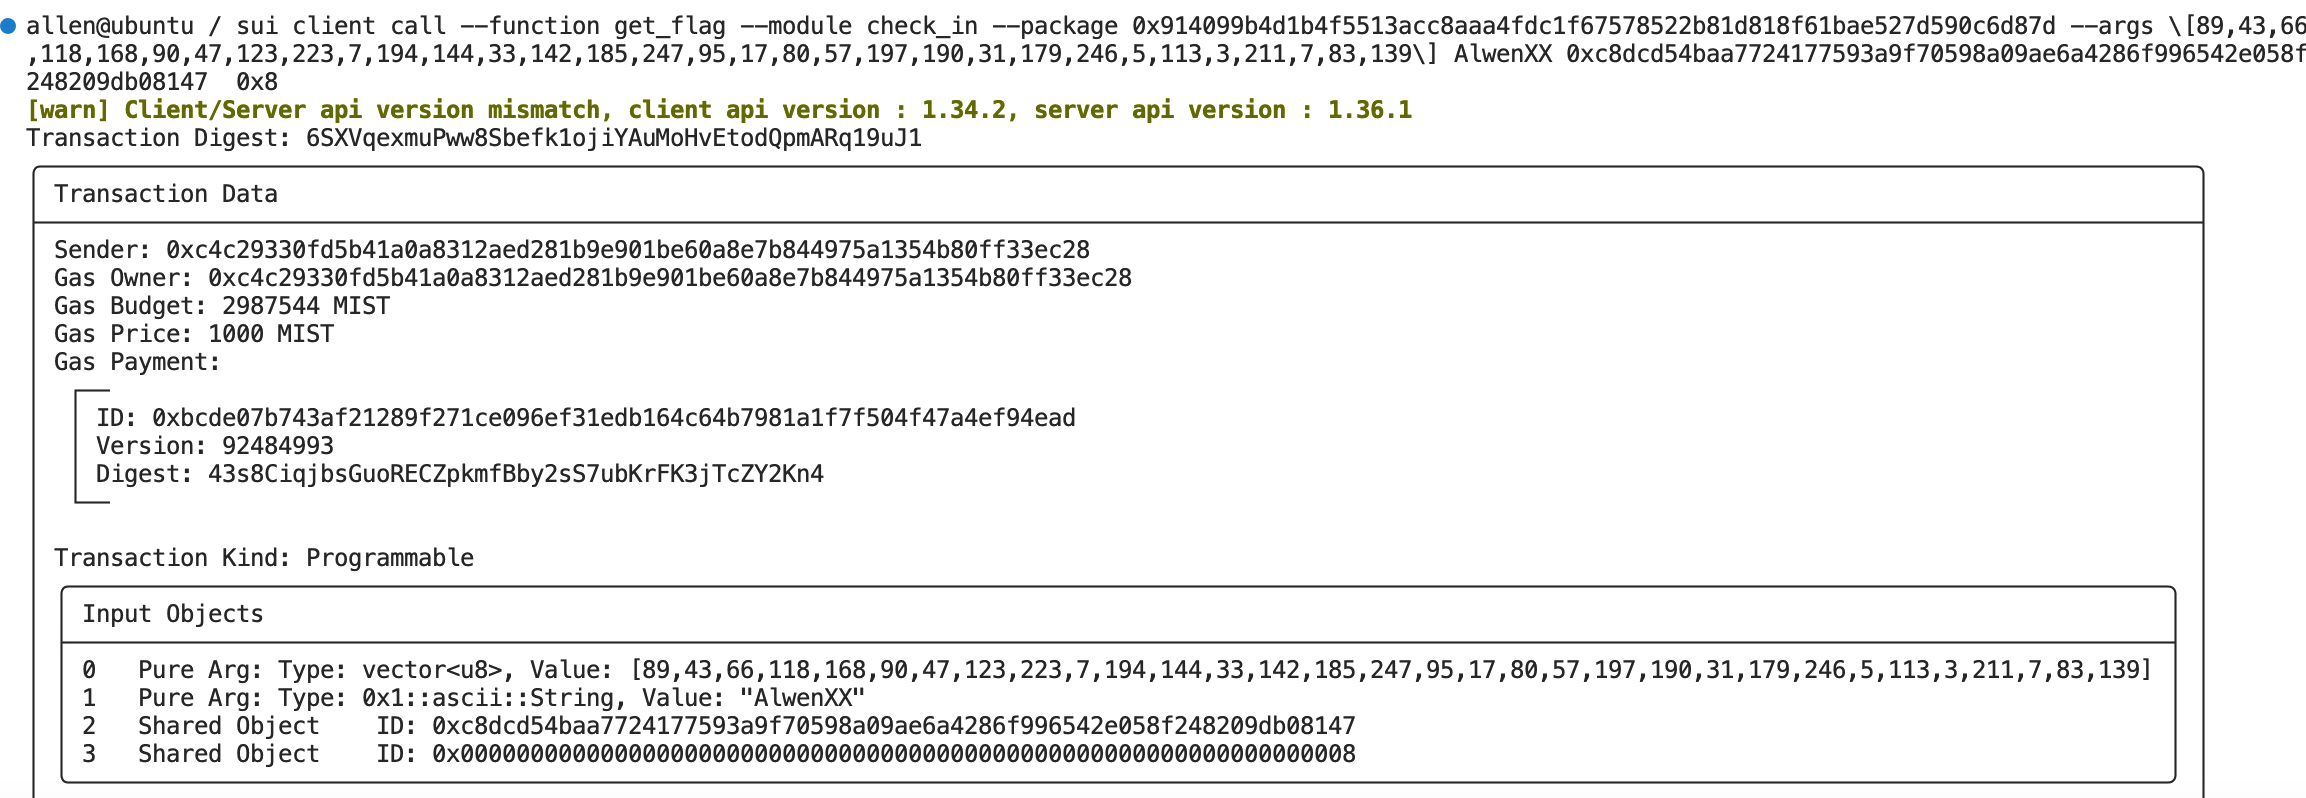 allen@ubuntu / sui client call --function get_flag --module check_in --package 0x914099b4d1b4f5513acc8aaa4fdc1f67578522b81d818f61bae527d590c6d87d --args \[89,43,66
,118,168,90,47,123,223,7,194,144,33,142,185,247,95,17,80,57,197,190,31,179,246,5,113,3,211,7,83,139\] AlwenXX 0xc8dcd54baa7724177593a9f70598a09ae6a4286f996542e058f
248209db08147  0x8
[warn] Client/Server api version mismatch, client api version : 1.34.2, server api version : 1.36.1
Transaction Digest: 6SXVqexmuPww8Sbefk1ojiYAuMoHvEtodQpmARq19uJ1
Transaction Data
Sender: 0xc4c29330fd5b41a0a8312aed281b9e901be60a8e7b844975a1354b80ff33ec28
Gas Owner: 0xc4c29330fd5b41a0a8312aed281b9e901be60a8e7b844975a1354b80ff33ec28
Gas Budget: 2987544 MIST
Gas Price: 1000 MIST
Gas Payment:
ID: 0xbcde07b743af21289f271ce096ef31edb164c64b7981a1f7f504f47a4ef94ead
Version: 92484993
Digest: 43s8CiqjbsGuoRECZpkmfBby2sS7ubKrFK3jTcZY2Kn4
Transaction Kind: Programmable
Input Objects
0   Pure Arg: Type: vector<u8>, Value: [89,43,66,118,168,90,47,123,223,7,194,144,33,142,185,247,95,17,80,57,197,190,31,179,246,5,113,3,211,7,83,139]
1   Pure Arg: Type: 0x1::ascii::String, Value: "AlwenXX"
2   Shared Object    ID: 0xc8dcd54baa7724177593a9f70598a09ae6a4286f996542e058f248209db08147
3   Shared Object    ID: 0x0000000000000000000000000000000000000000000000000000000000000008